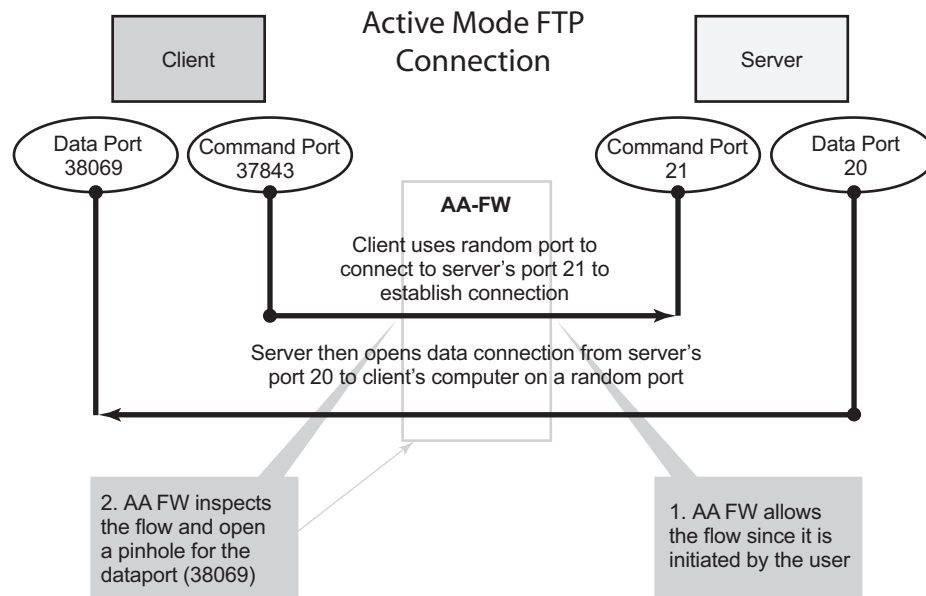 Active Mode FTP
Connection
Client
Server
Data Port
38069
Command Port
37843
Command Port
21
Data Port
20
AA-FW
Client uses random port to
connect to server's port 21 to
establish connection
Server then opens data connection from server's
port 20 to client's computer on a random port
2. AA FW inspects
the flow and open
a pinhole for the
dataport (38069)
1. AA FW allows
the flow since it is
initiated by the user